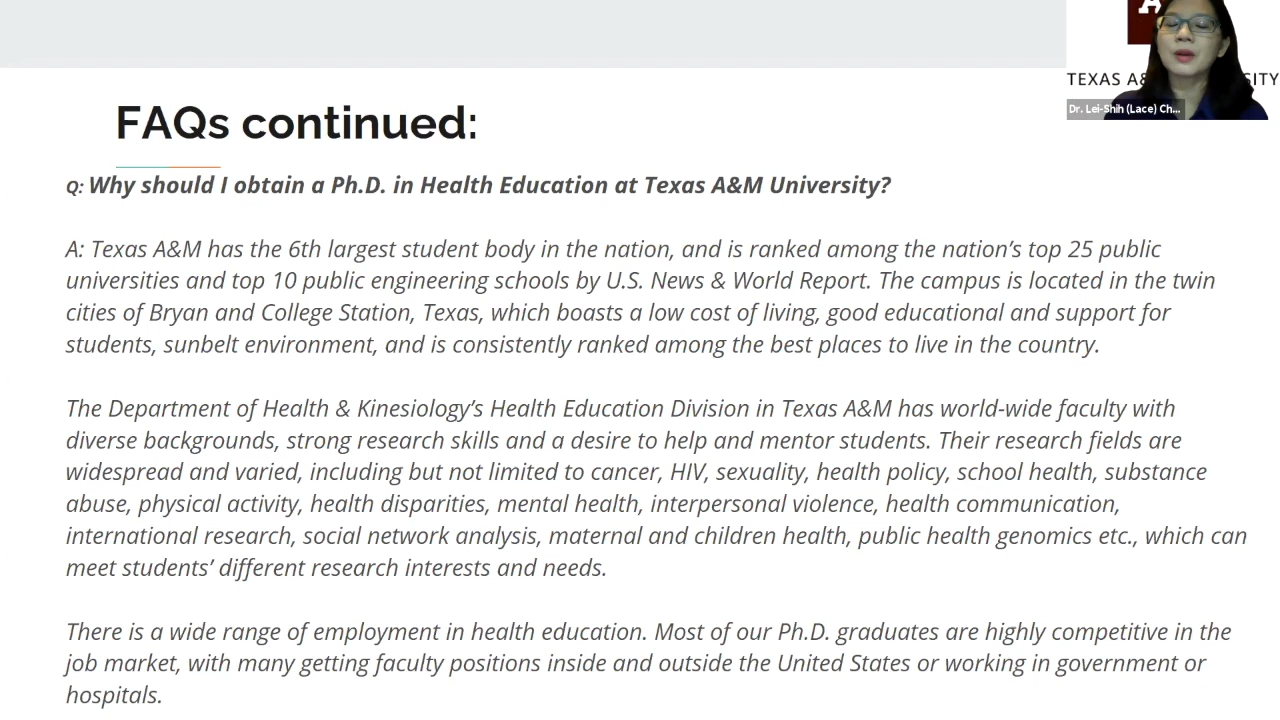 TEXAS A& SITY
Dr. Lei-Shih (Lace) Ch...
FAQs continued:
Q: Why should I obtain a Ph.D. in Health Education at Texas A&M University?
A: Texas A&M has the 6th largest student body in the nation, and is ranked among the nation's top 25 public
universities and top 10 public engineering schools by U.S. News & World Report. The campus is located in the twin
cities of Bryan and College Station, Texas, which boasts a low cost of living, good educational and support for
students, sunbelt environment, and is consistently ranked among the best places to live in the country.
The Department of Health & Kinesiology's Health Education Division in Texas A&M has world-wide faculty with
diverse backgrounds, strong research skills and a desire to help and mentor students. Their research fields are
widespread and varied, including but not limited to cancer, HIV, sexuality, health policy, school health, substance
abuse, physical activity, health disparities, mental health, interpersonal violence, health communication,
international research, social network analysis, maternal and children health, public health genomics etc., which can
meet students' different research interests and needs.
There is a wide range of employment in health education. Most of our Ph.D. graduates are highly competitive in the
job market, with many getting faculty positions inside and outside the United States or working in government or
hospitals.